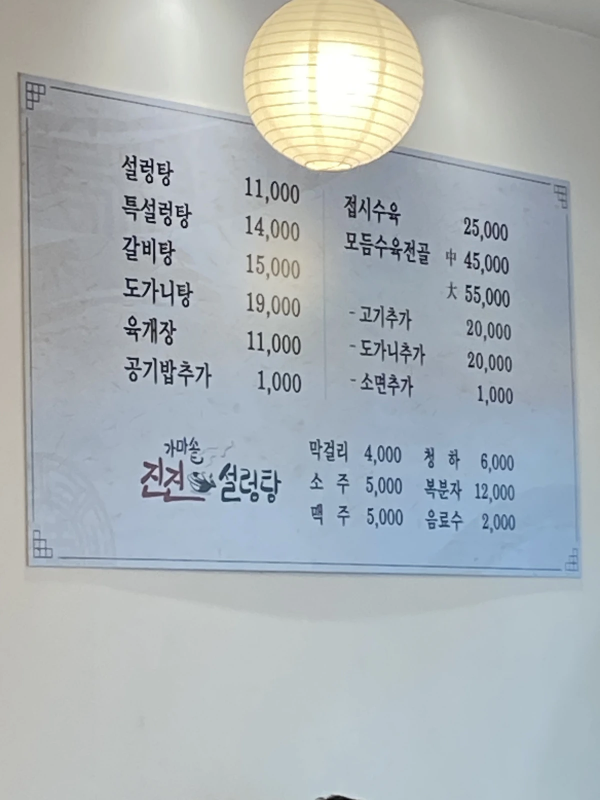 설렁탕 11,000
특설렁탕 14,000
갈비탕 15,000
도가니탕 19,000
육개장 11,000
공기밥추가 1,000
접시수육 25,000
모듬수육전골 中 45,000
大 55,000
- 고기추가 20,000
- 도가니추가 20,000
- 소면추가 1,000
가마솥
진건 설렁탕
막걸리 4,000 청 하 6,000
소 주 5,000 복분자 12,000
맥 주 5,000 음료수 2,000